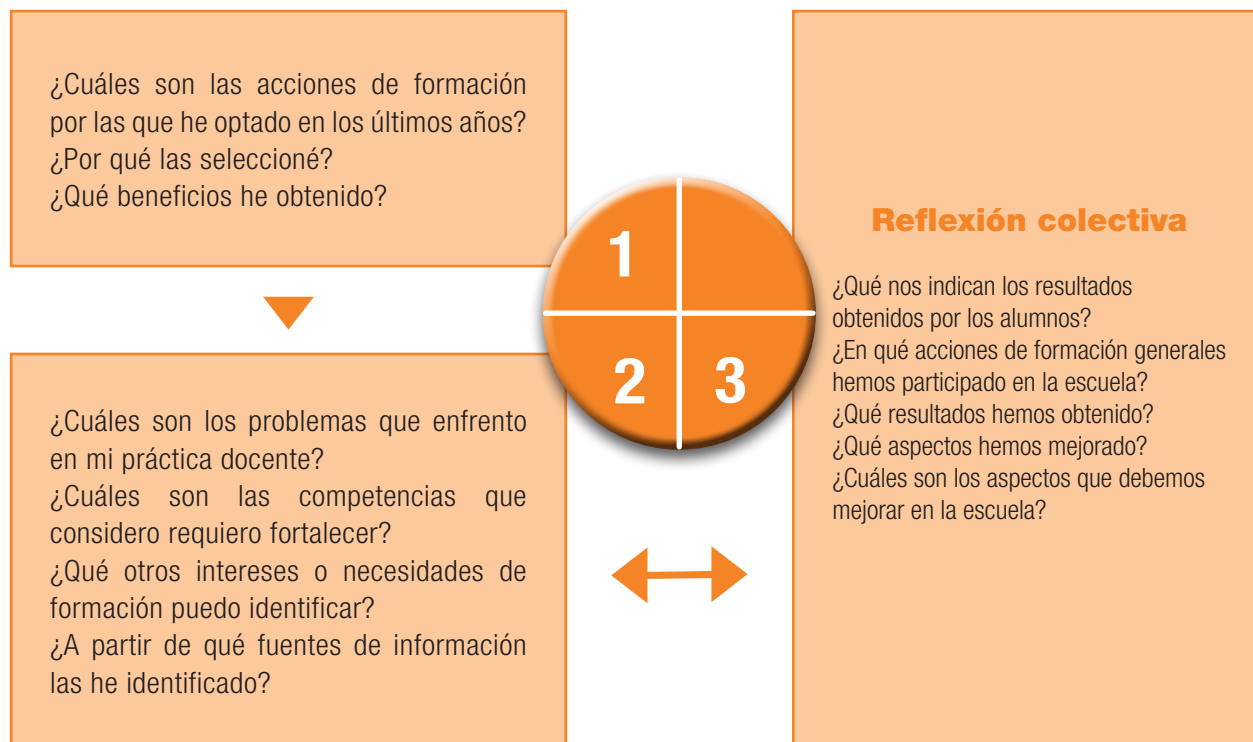 ¿Cuáles son las acciones de formación
por las que he optado en los últimos años?
¿Por qué las seleccioné?
¿Qué beneficios he obtenido?
1
2
3
¿Cuáles son los problemas que enfrento
en mi práctica docente?
¿Cuáles son las competencias que
considero requiero fortalecer?
¿Qué otros intereses o necesidades de
formación puedo identificar?
¿A partir de qué fuentes de información
las he identificado?
Reflexión colectiva
¿Qué nos indican los resultados
obtenidos por los alumnos?
¿En qué acciones de formación generales
hemos participado en la escuela?
¿Qué resultados hemos obtenido?
¿Qué aspectos hemos mejorado?
¿Cuáles son los aspectos que debemos
mejorar en la escuela?